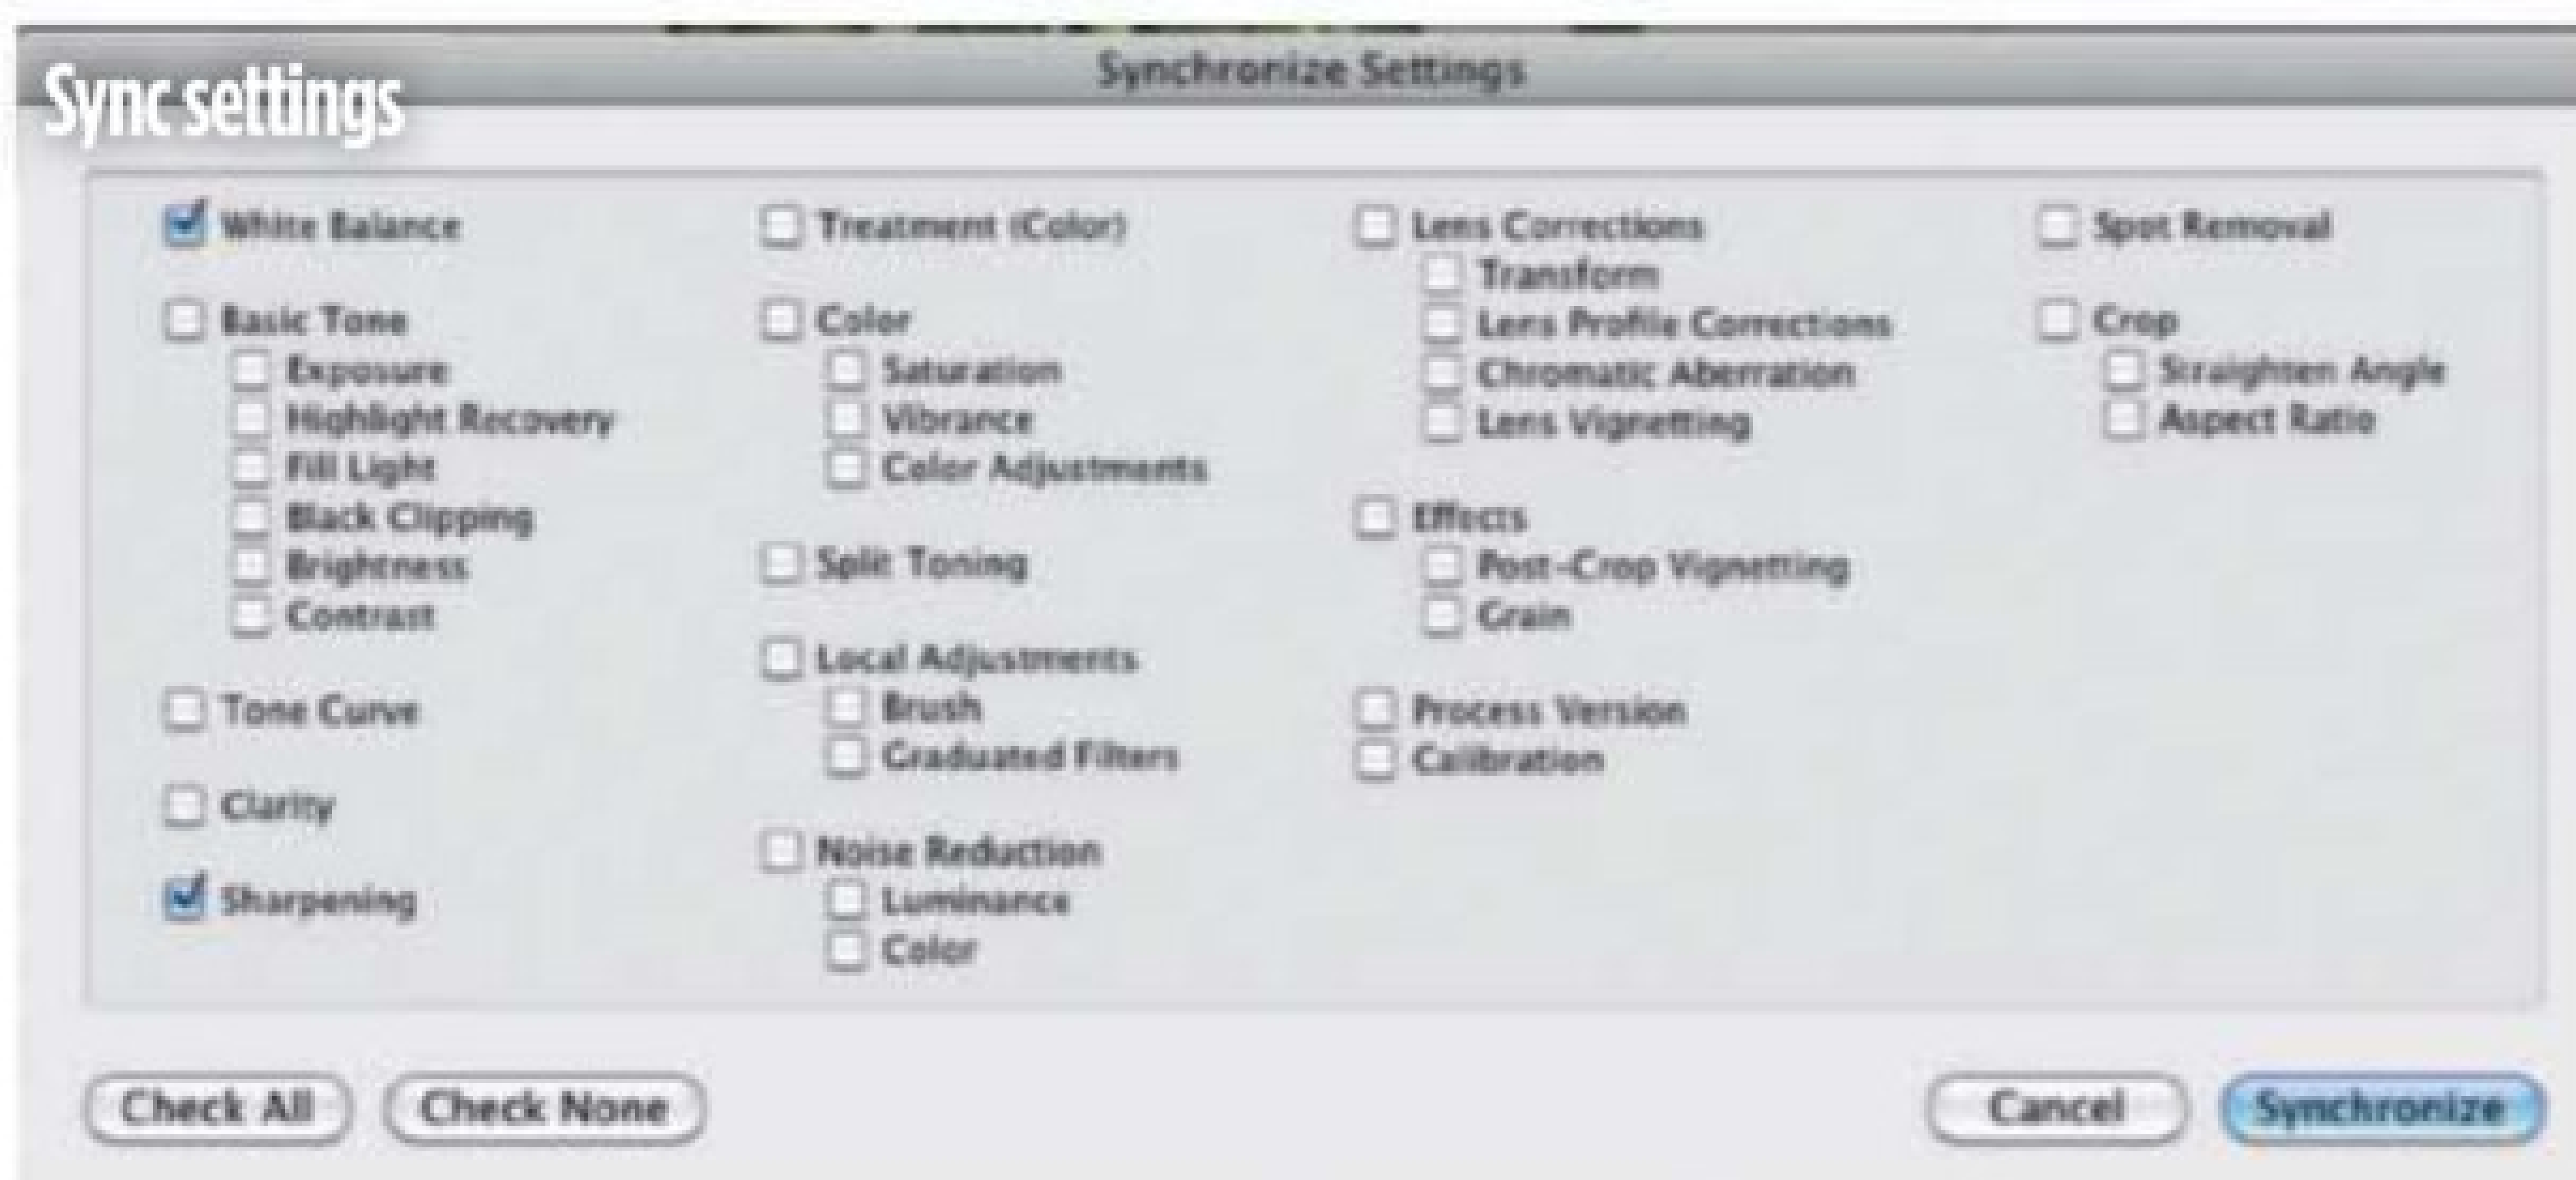 Synchronize Settings
Sync settings
White Balance
Basic Tone
Exposure
Highlight Recovery
Fill Light
Black Clipping
Brightness
Contrast
Tone Curve
Clarity
Sharpening
Treatment (Color)
Color
Saturation
Vibrance
Color Adjustments
Split Toning
Local Adjustments
Brush
Graduated Filters
Noise Reduction
Luminance
Color
Lens Corrections
Transform
Lens Profile Corrections
Chromatic Aberration
Lens Vignetting
Effects
Post-Crop Vignetting
Grain
Process Version
Calibration
Spot Removal
Crop
Straighten Angle
Aspect Ratio
Check All
Check None
Cancel
Synchronize